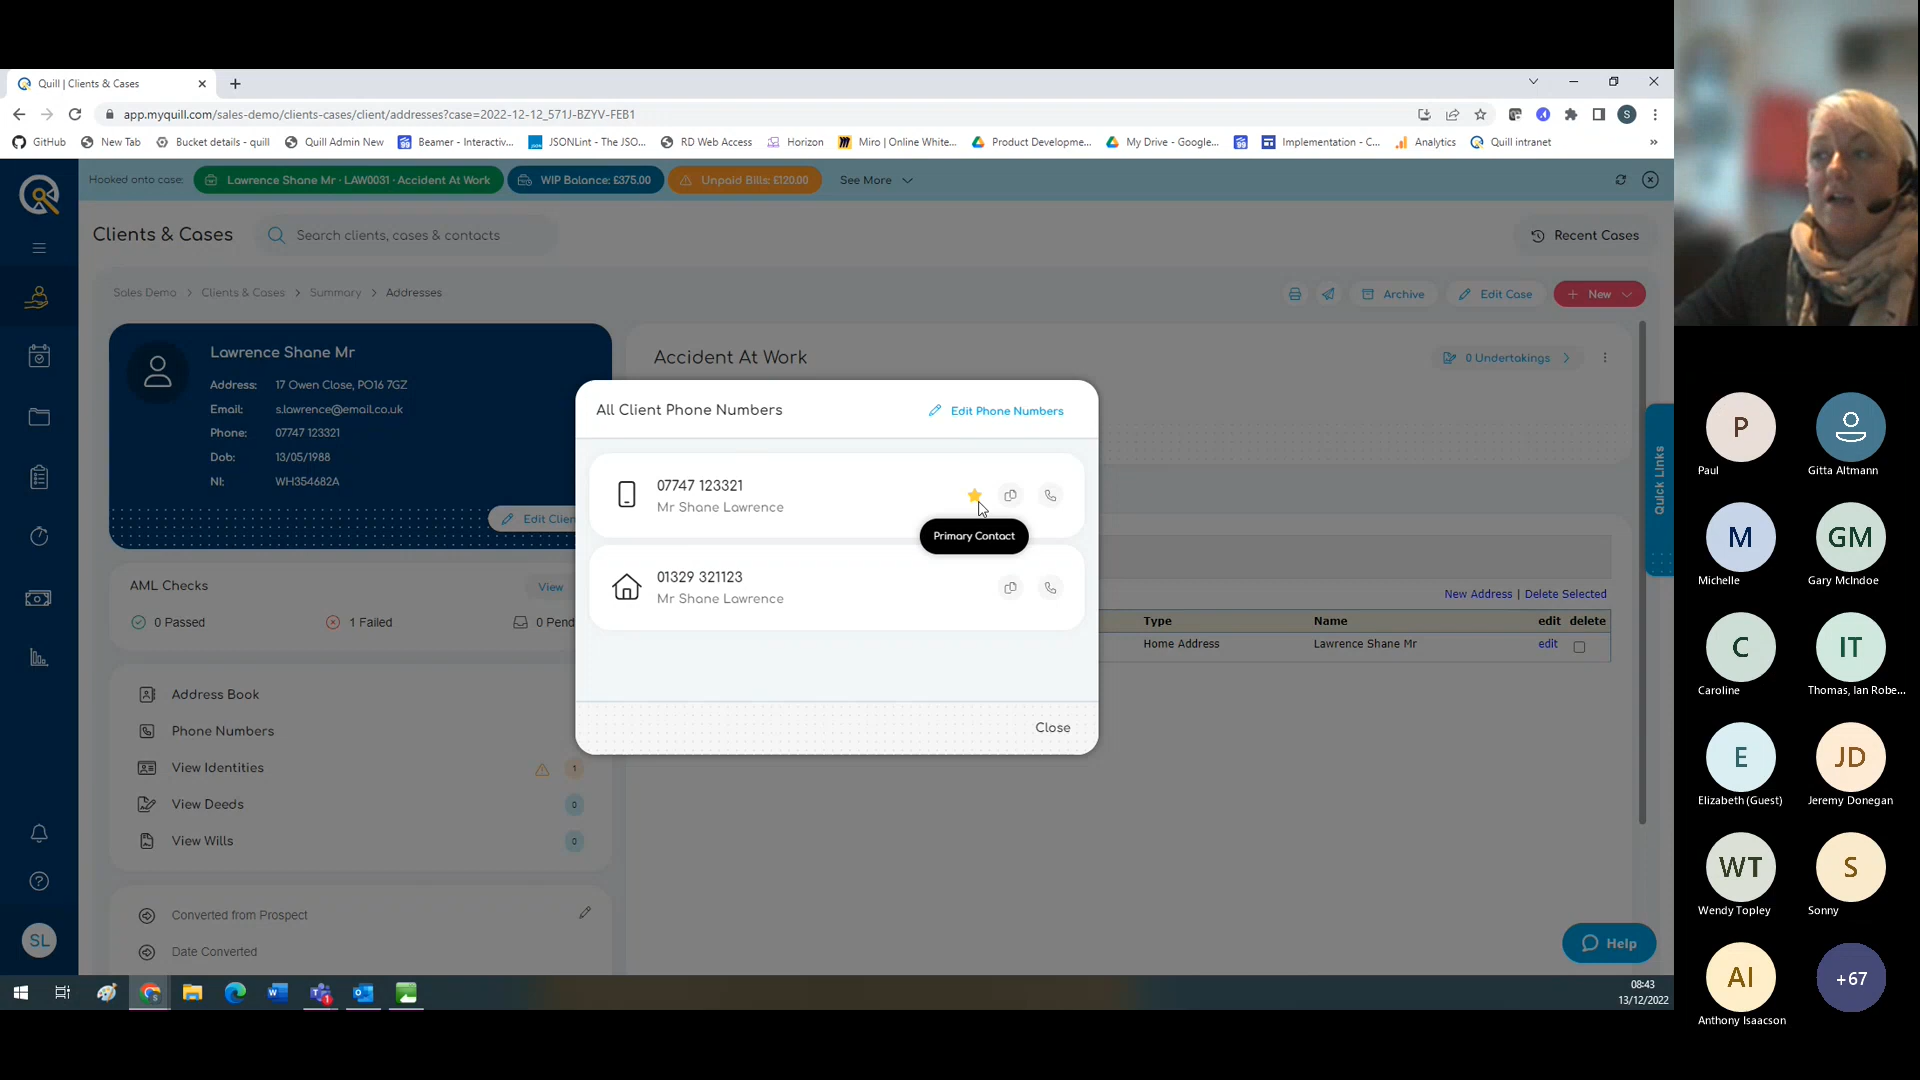 Quill | Clients & Cases
app.myquill.com/sales-demo/clients-cases/client/addresses?case=2022-12-12_571J-BZYV-FEB1
S
GitHub
New Tab
Bucket details - quill
Quill Admin New
Beamer - Interactiv...
JSONLint - The JSO...
RD Web Access
Horizon
Miro | Online White...
Product Developme...
My Drive - Google...
Implementation - C...
Analytics
Quill intranet
»
Hooked onto case:
Lawrence Shane Mr · LAW0031 · Accident At Work
WIP Balance: £375.00
Unpaid Bills: £120.00
See More
Clients & Cases
Search clients, cases & contacts
Recent Cases
Sales Demo > Clients & Cases > Summary > Addresses
Archive
Edit Case
+ New
Lawrence Shane Mr
Address: 17 Owen Close, PO16 7GZ
Email: s.lawrence@email.co.uk
Phone: 07747 123321
Dob: 13/05/1988
NI: WH354682A
Edit Clien
Accident At Work
0 Undertakings
Quick Links
All Client Phone Numbers
Edit Phone Numbers
07747 123321
Mr Shane Lawrence
Primary Contact
01329 321123
Mr Shane Lawrence
Close
AML Checks
View
0 Passed
1 Failed
0 Pend
New Address | Delete Selected
Type Name edit delete
Home Address Lawrence Shane Mr edit
Address Book
Phone Numbers
View Identities
1
View Deeds
0
View Wills
0
Converted from Prospect
Date Converted
SL
Help
08:43
13/12/2022
P
Paul
Gitta Altmann
M
Michelle
GM
Gary McIndoe
C
Caroline
IT
Thomas, Ian Robe...
E
Elizabeth (Guest)
JD
Jeremy Donegan
WT
Wendy Topley
S
Sonny
AI
Anthony Isaacson
+67